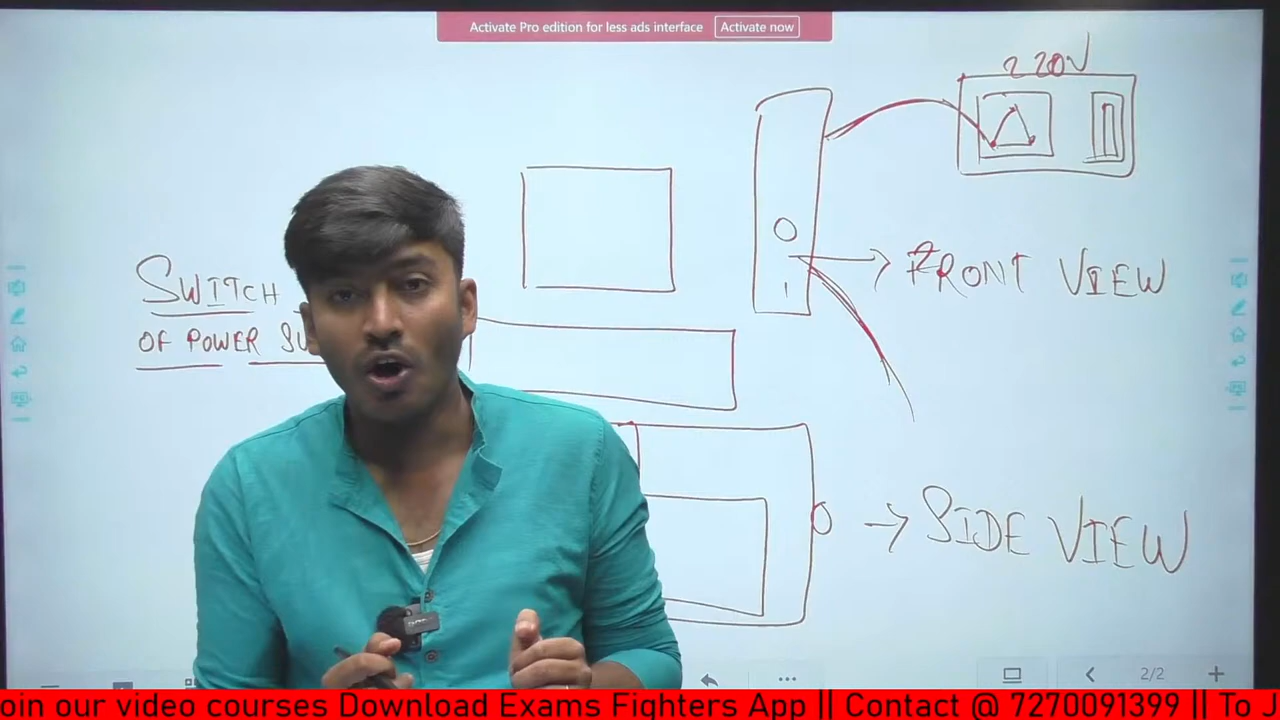 Activate Pro edition for less ads interface Activate now
220V
FRONT VIEW
SWITCH
OF POWER SU
SIDE VIEW
2/2
oin our video courses Download Exams Fighters App || Contact @ 7270091399 || To J